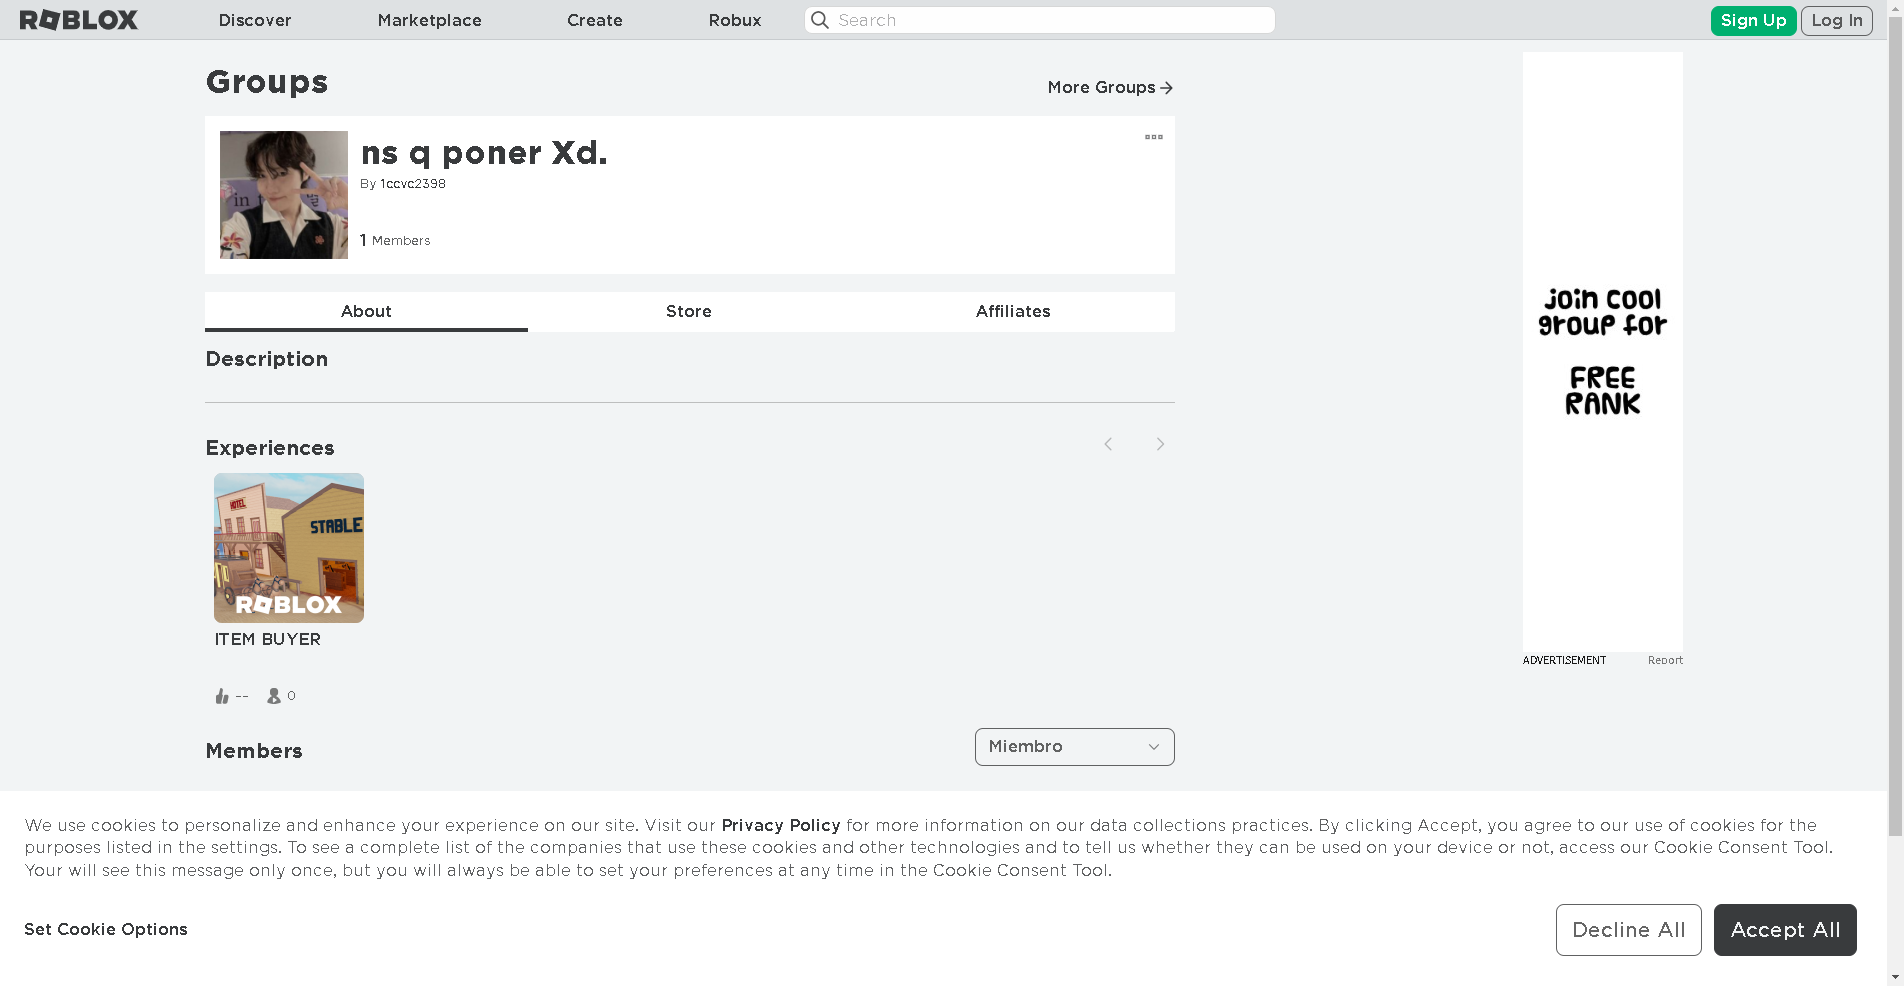 ROBLOX
Discover
Marketplace
Create
Robux
Search
Sign Up
Log In
Groups
More Groups
in
ns q poner Xd.
By 1ccvc2398
1 Members
About
Store
Affiliates
Description
Experiences
HOTEL
STABLE
ROBLOX
ITEM BUYER
--
0
Members
Miembro
join cool
group for
FREE
RANK
ADVERTISEMENT
Report
We use cookies to personalize and enhance your experience on our site. Visit our Privacy Policy for more information on our data collections practices. By clicking Accept, you agree to our use of cookies for the
purposes listed in the settings. To see a complete list of the companies that use these cookies and other technologies and to tell us whether they can be used on your device or not, access our Cookie Consent Tool.
Your will see this message only once, but you will always be able to set your preferences at any time in the Cookie Consent Tool.
Set Cookie Options
Decline All
Accept All